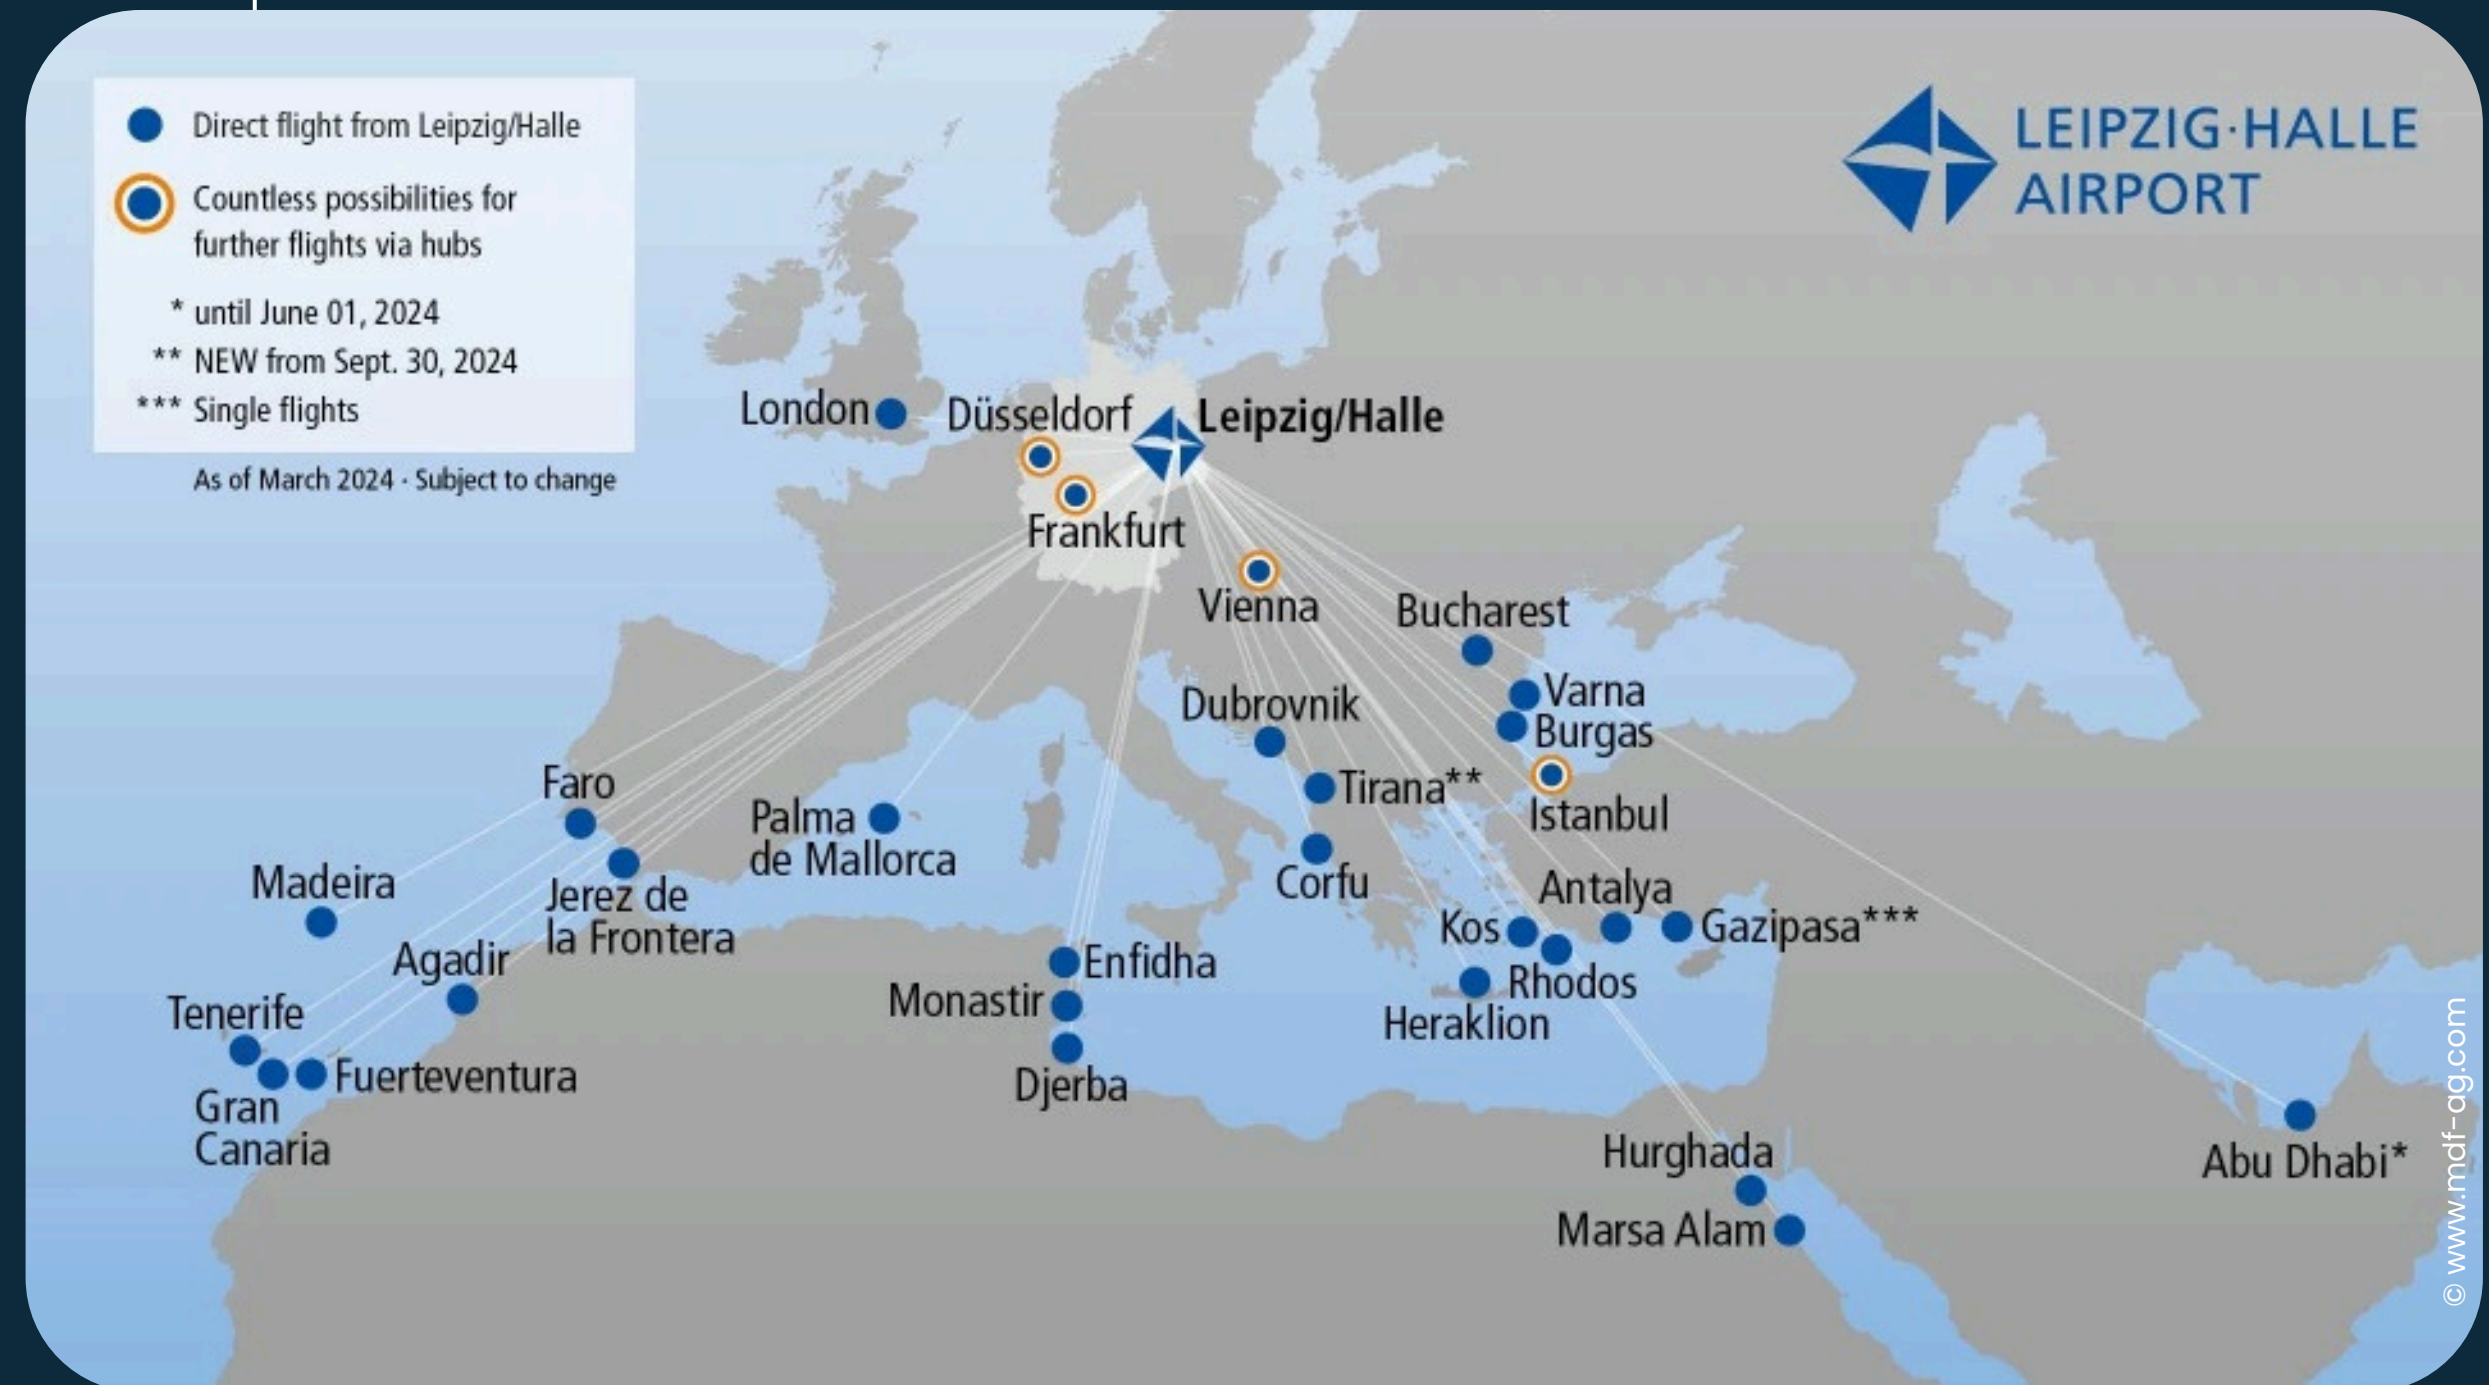 Direct flight from Leipzig/Halle
Countless possibilities for
further flights via hubs
* until June 01, 2024
** NEW from Sept. 30, 2024
*** Single flights
As of March 2024 · Subject to change
LEIPZIG·HALLE
AIRPORT
London
Düsseldorf
Leipzig/Halle
Frankfurt
Vienna
Bucharest
Varna
Burgas
Dubrovnik
Tirana**
Istanbul
Faro
Palma
de Mallorca
Corfu
Madeira
Jerez de
la Frontera
Antalya
Kos
Gazipasa***
Agadir
Enfidha
Rhodos
Monastir
Heraklion
Tenerife
Fuerteventura
Djerba
Gran
Canaria
Hurghada
Abu Dhabi*
Marsa Alam
© www.mdf-ag.com